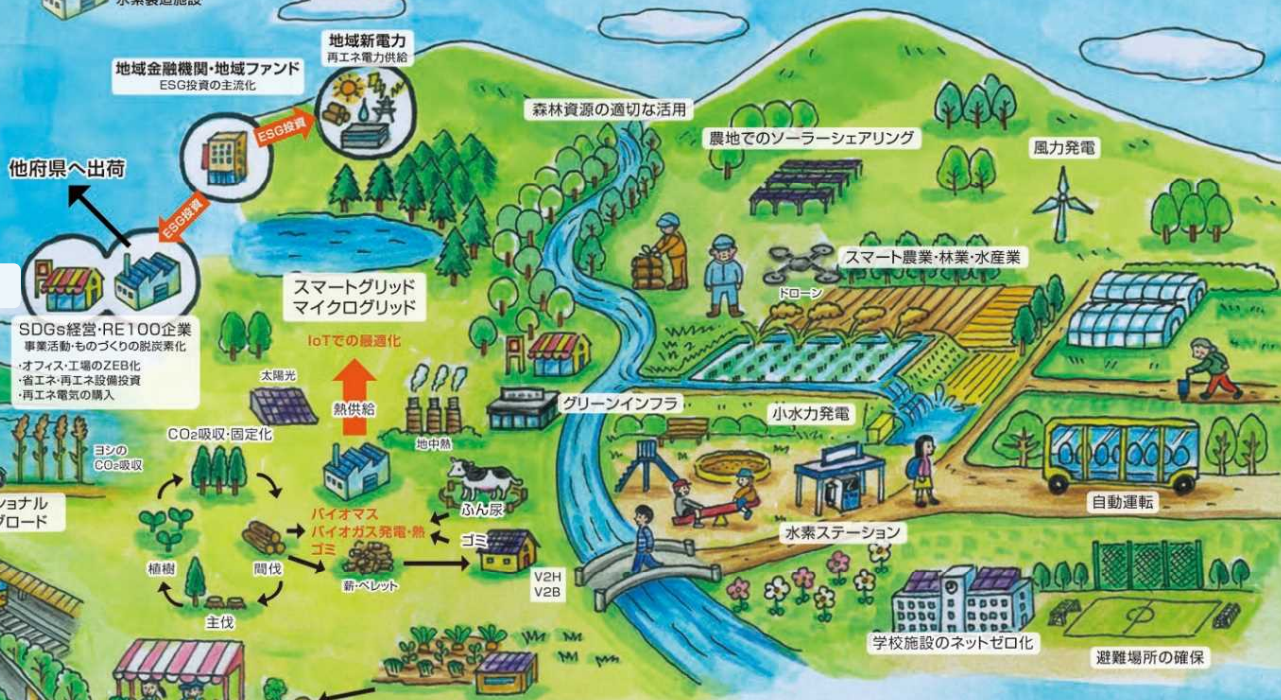 水素製造施設
地域新電力
再エネ電力供給
地域金融機関・地域ファンド
ESG投資の主流化
ESG投資
森林資源の適切な活用
農地でのソーラーシェアリング
風力発電
他府県へ出荷
ESG投資
スマート農業・林業・水産業
ドローン
スマートグリッド
マイクログリッド
SDGs経営・RE100企業
事業活動・ものづくりの脱炭素化
・オフィス・工場のZEB化
・省エネ・再エネ設備投資
・再エネ電気の購入
IoTでの最適化
太陽光
熱供給
地中熱
グリーンインフラ
小水力発電
CO2吸収・固定化
ヨシの
CO2吸収
ショナル
グロード
自動運転
バイオマス
バイオガス発電・熱
ゴミ
ふん尿
ゴミ
水素ステーション
植樹
間伐
薪・ペレット
V2H
V2B
主伐
学校施設のネットゼロ化
避難場所の確保